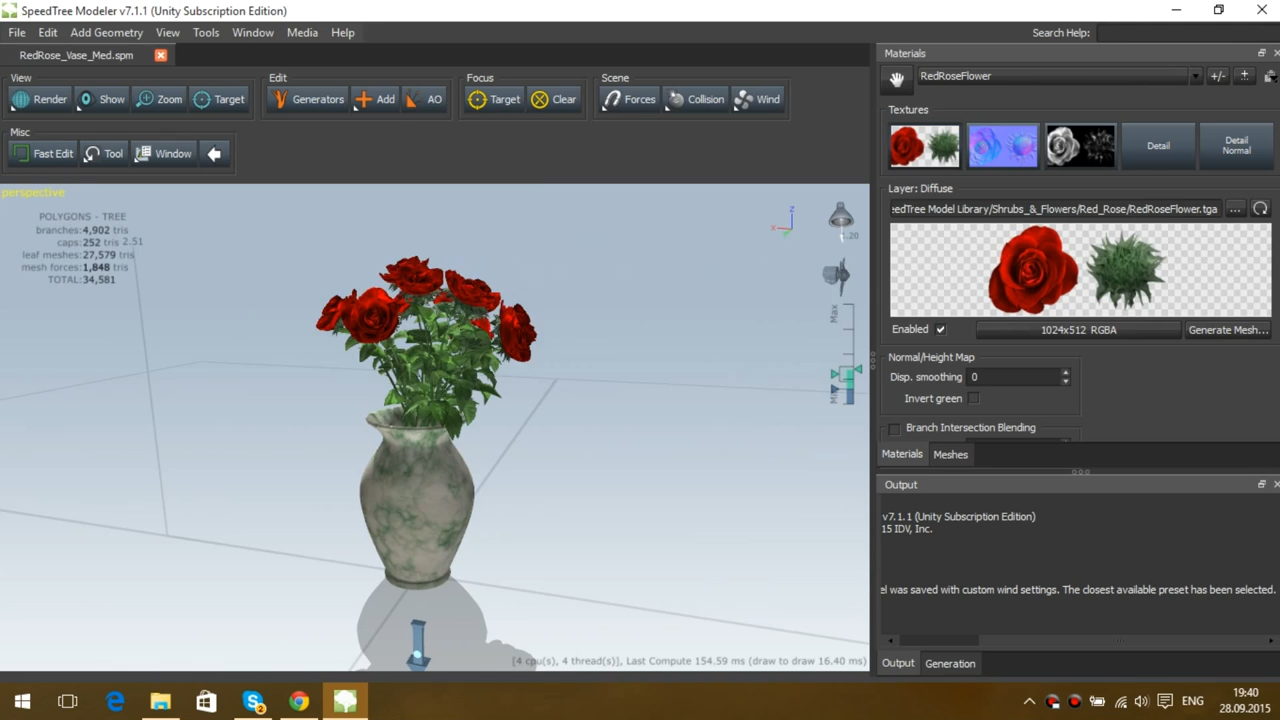 SpeedTree Modeler v7.1.1 (Unity Subscription Edition)
File Edit Add Geometry View Tools Window Media Help
Search Help:
RedRose_Vase_Med.spm
View
Render Show Zoom Target
Edit
Generators Add AO
Focus
Target Clear
Scene
Forces Collision Wind
Misc
Fast Edit Tool Window
perspective
POLYGONS - TREE
branches:4,902 tris
caps:252 tris 2.51
leaf meshes:27,579 tris
mesh forces:1,848 tris
TOTAL:34,581
z
x
.20
Max
[4 cpu(s), 4 thread(s)], Last Compute 154.59 ms (draw to draw 16.40 ms)
Materials
RedRoseFlower
+/-
Textures
Detail
Detail
Normal
Layer: Diffuse
eedTree Model Library/Shrubs_&_Flowers/Red_Rose/RedRoseFlower.tga
...
Enabled
1024x512 RGBA
Generate Mesh...
Normal/Height Map
Disp. smoothing 0
Invert green
Branch Intersection Blending
Materials Meshes
Output
v7.1.1 (Unity Subscription Edition)
15 IDV, Inc.
el was saved with custom wind settings. The closest available preset has been selected.
Output Generation
2
ENG
19:40
28.09.2015